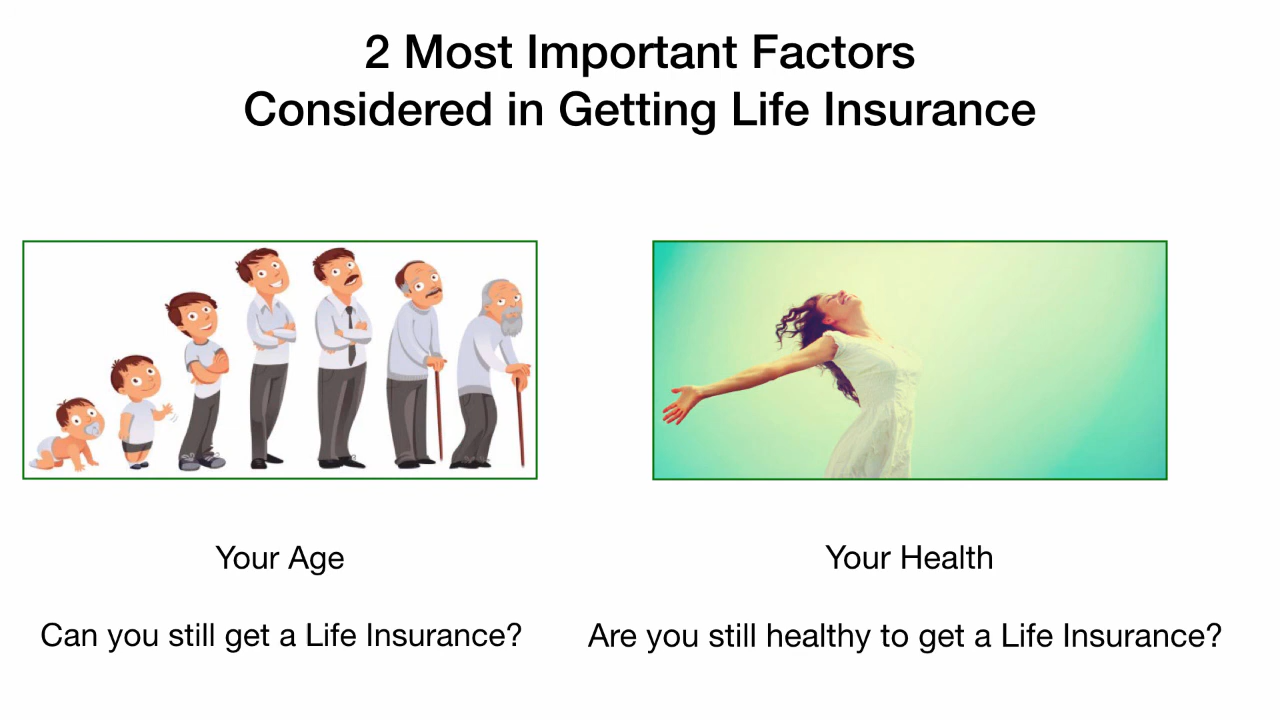 2 Most Important Factors
Considered in Getting Life Insurance
Your Age
Your Health
Can you still get a Life Insurance?
Are you still healthy to get a Life Insurance?